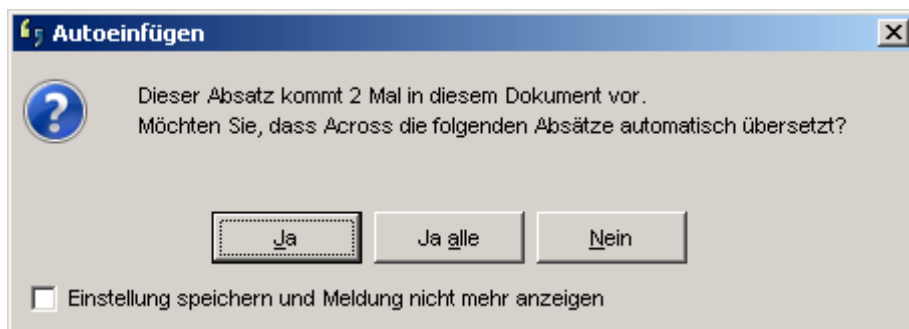 Autoeinfügen
Dieser Absatz kommt 2 Mal in diesem Dokument vor.
Möchten Sie, dass Across die folgenden Absätze automatisch übersetzt?
Ja
Ja alle
Nein
Einstellung speichern und Meldung nicht mehr anzeigen